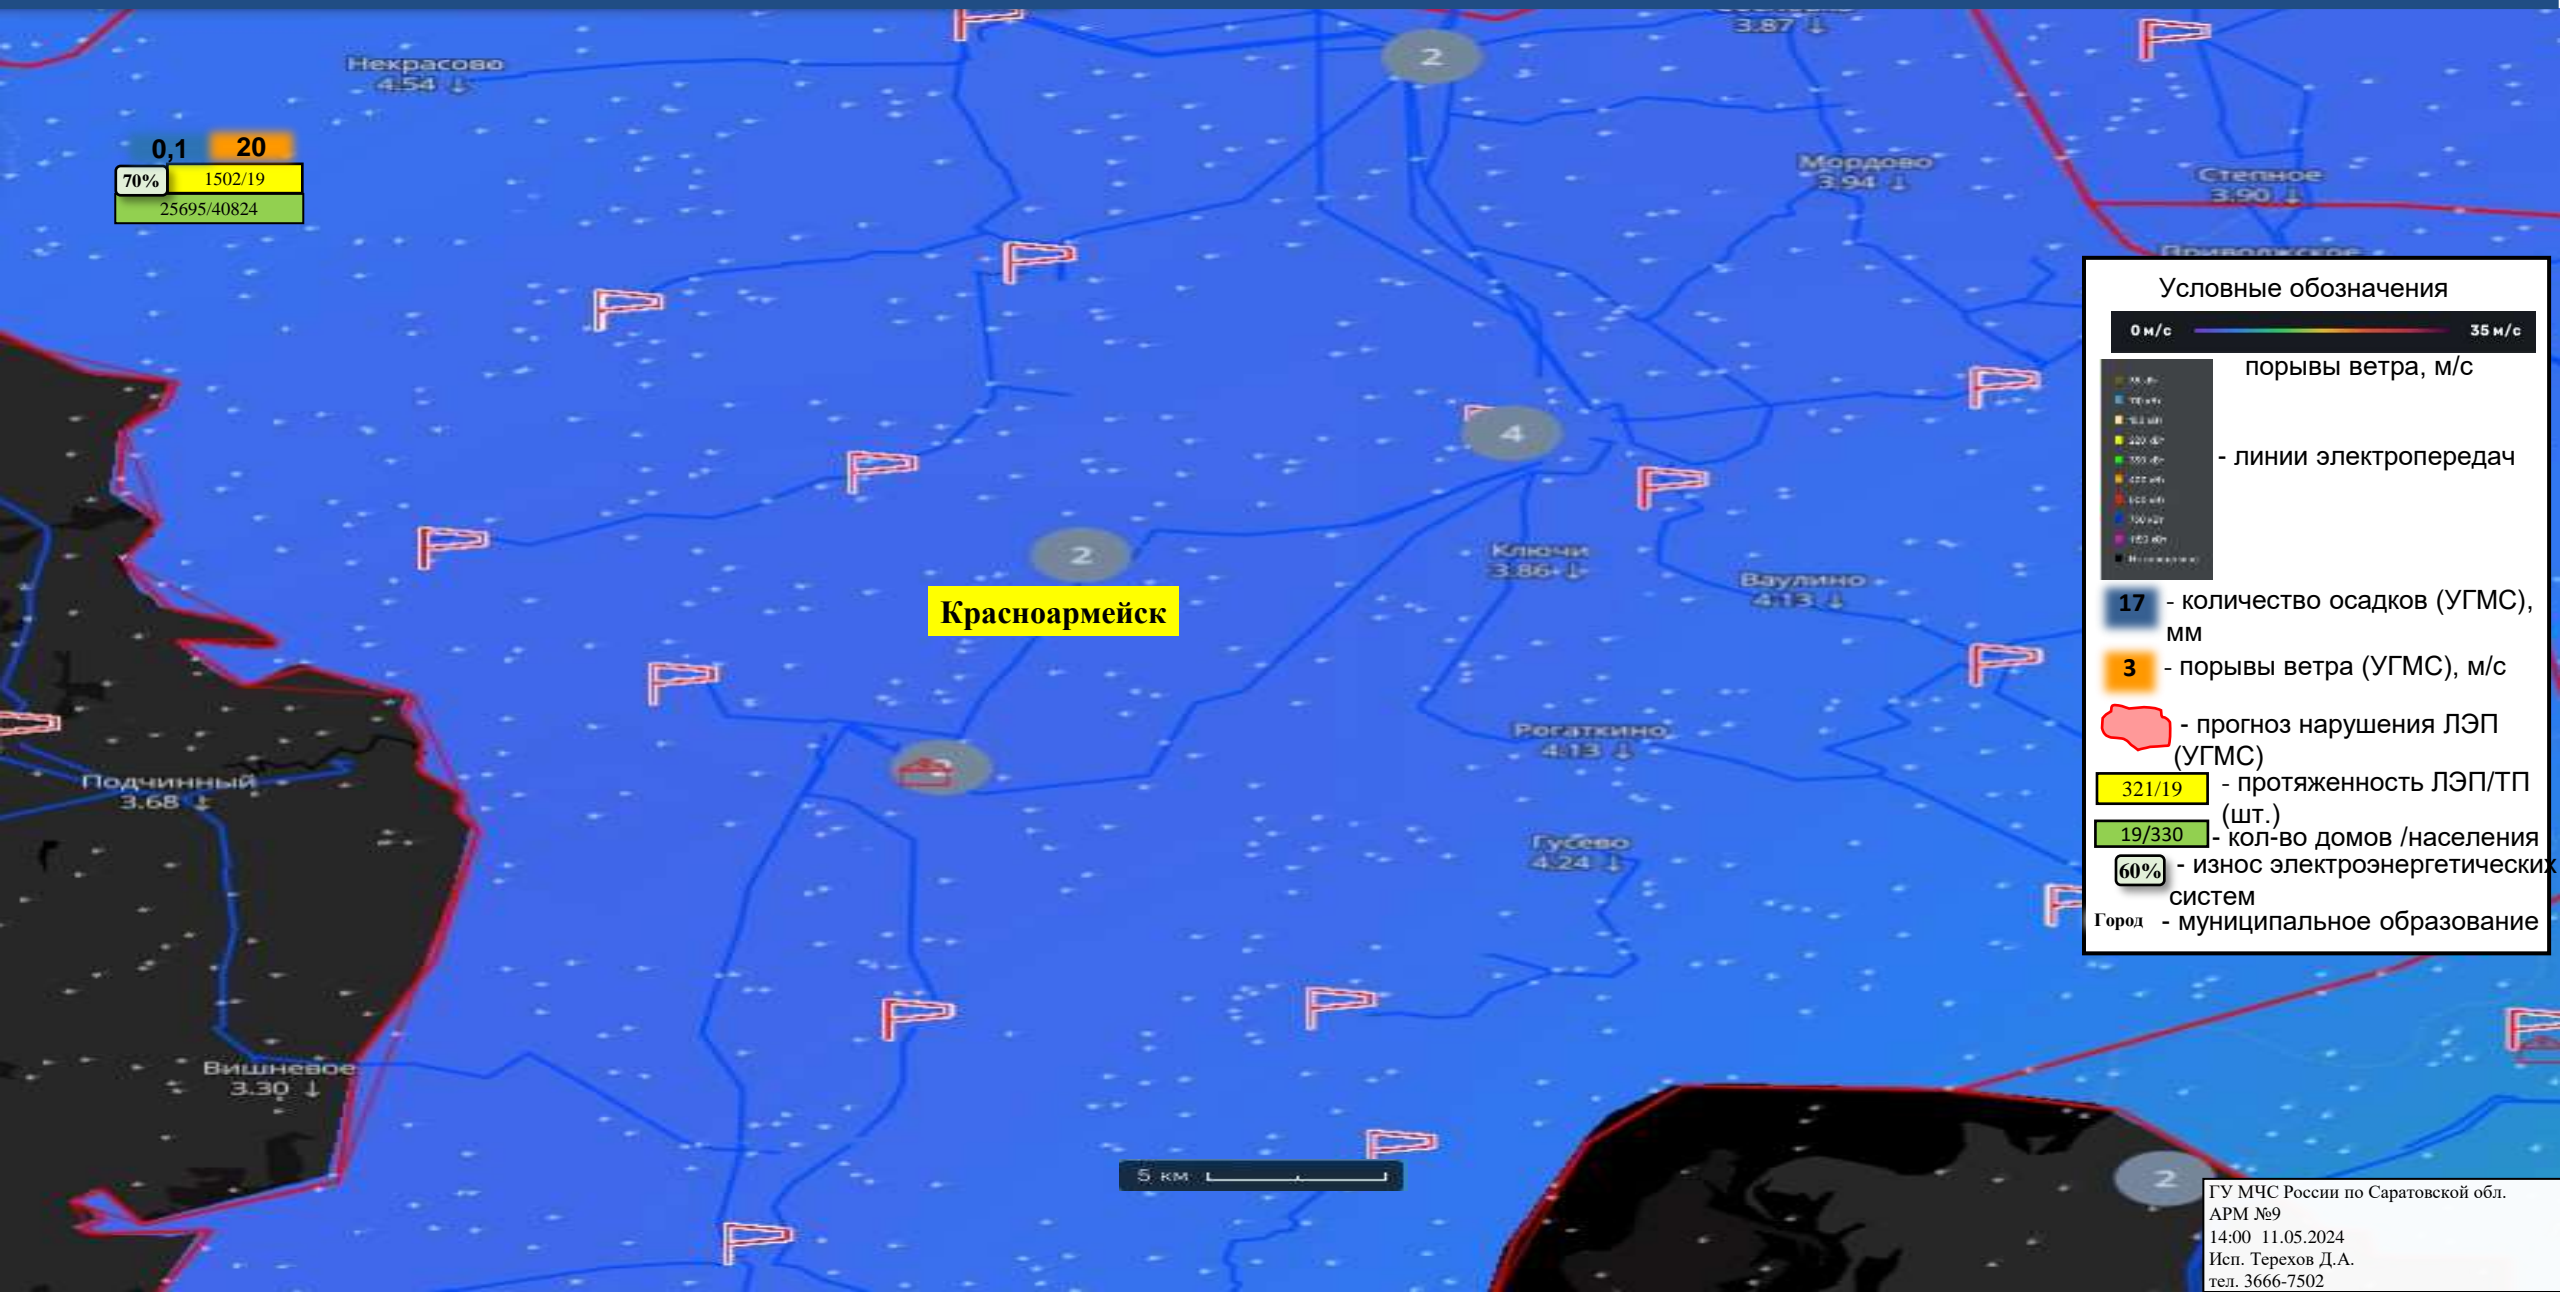 3.87 ↓
2
Некрасово
4.54 ↓
0,1 20
70% 1502/19
25695/40824
Мордово
3.94 ↓
Степное
3.90 ↓
Приволжское
Условные обозначения
0 м/с 35 м/с
порывы ветра, м/с
- линии электропередач
4
2
Ключи
3.86 ↓
Ваулино
4.13 ↓
Красноармейск
17 - количество осадков (УГМС),
мм
3 - порывы ветра (УГМС), м/с
- прогноз нарушения ЛЭП
(УГМС)
Рогаткино
4.13 ↓
Подчинный
3.68 ↓
321/19 - протяженность ЛЭП/ТП
(шт.)
19/330 - кол-во домов /населения
Гусево
4.24 ↓
60% - износ электроэнергетических
систем
Город - муниципальное образование
Вишневое
3.30 ↓
5 км
2
ГУ МЧС России по Саратовской обл.
АРМ №9
14:00 11.05.2024
Исп. Терехов Д.А.
тел. 3666-7502